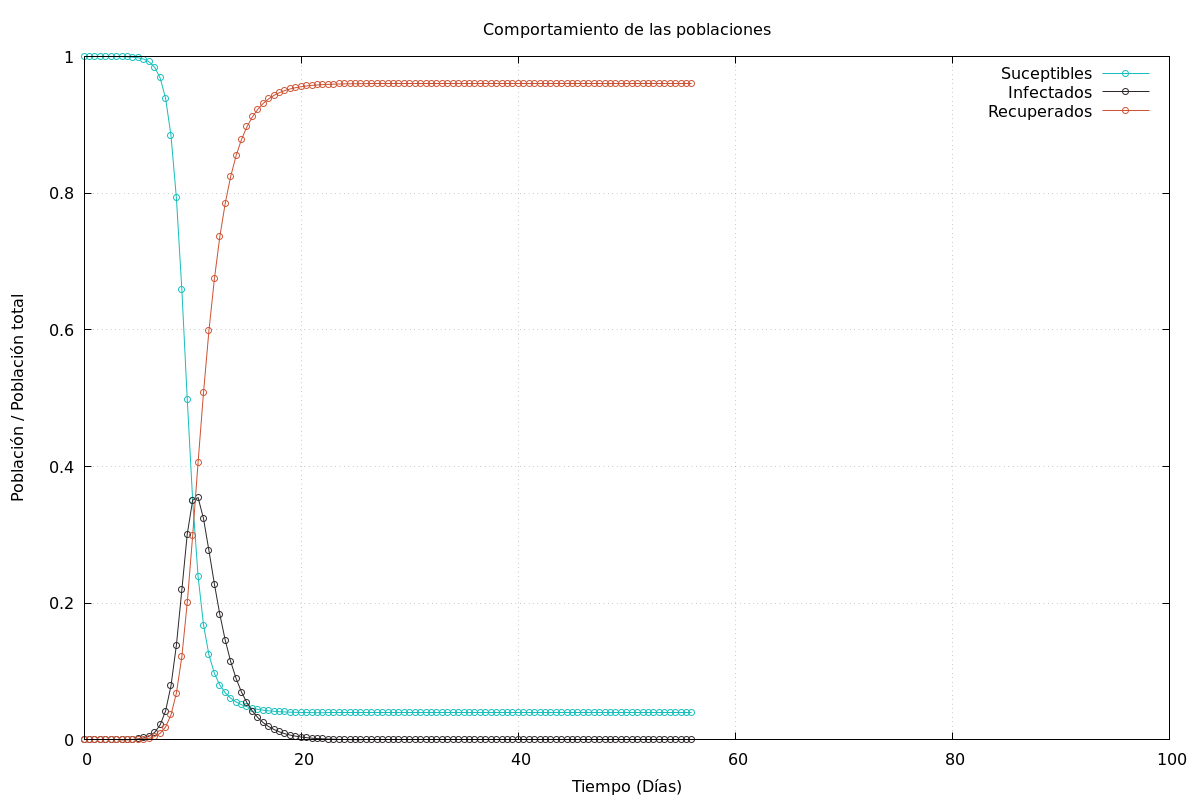 Comportamiento de las poblaciones
Suceptibles
Infectados
Recuperados
1
0.8
0.6
0.4
0.2
0
Población / Población total
0 20 40 60 80 100
Tiempo (Días)